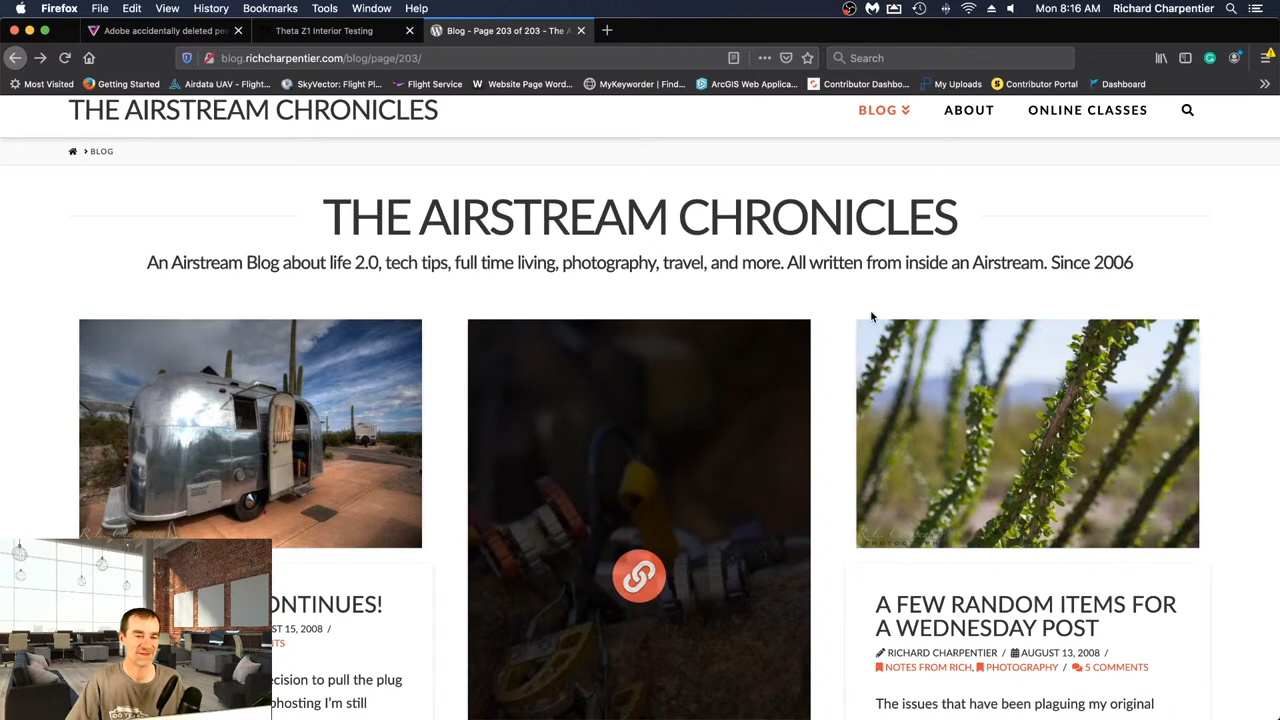 Firefox File Edit View History Bookmarks Tools Window Help Mon 8:16 AM Richard Charpentier
Adobe accidentally deleted pe Theta Z1 Interior Testing Blog - Page 203 of 203 - The A
blog.richcharpentier.com/blog/page/203/ Search
Most Visited Getting Started Airdata UAV - Flight... SkyVector: Flight Pl... Flight Service Website Page Word... MyKeyworder | Find... ArcGIS Web Applica... Contributor Dashbo... My Uploads Contributor Portal Dashboard
THE AIRSTREAM CHRONICLES BLOG ABOUT ONLINE CLASSES
BLOG
THE AIRSTREAM CHRONICLES
An Airstream Blog about life 2.0, tech tips, full time living, photography, travel, and more. All written from inside an Airstream. Since 2006
ONTINUES!
ST 15, 2008 /
TS
ecision to pull the plug
phosting I'm still
A FEW RANDOM ITEMS FOR
A WEDNESDAY POST
RICHARD CHARPENTIER / AUGUST 13, 2008 /
NOTES FROM RICH, PHOTOGRAPHY / 5 COMMENTS
The issues that have been plaguing my original